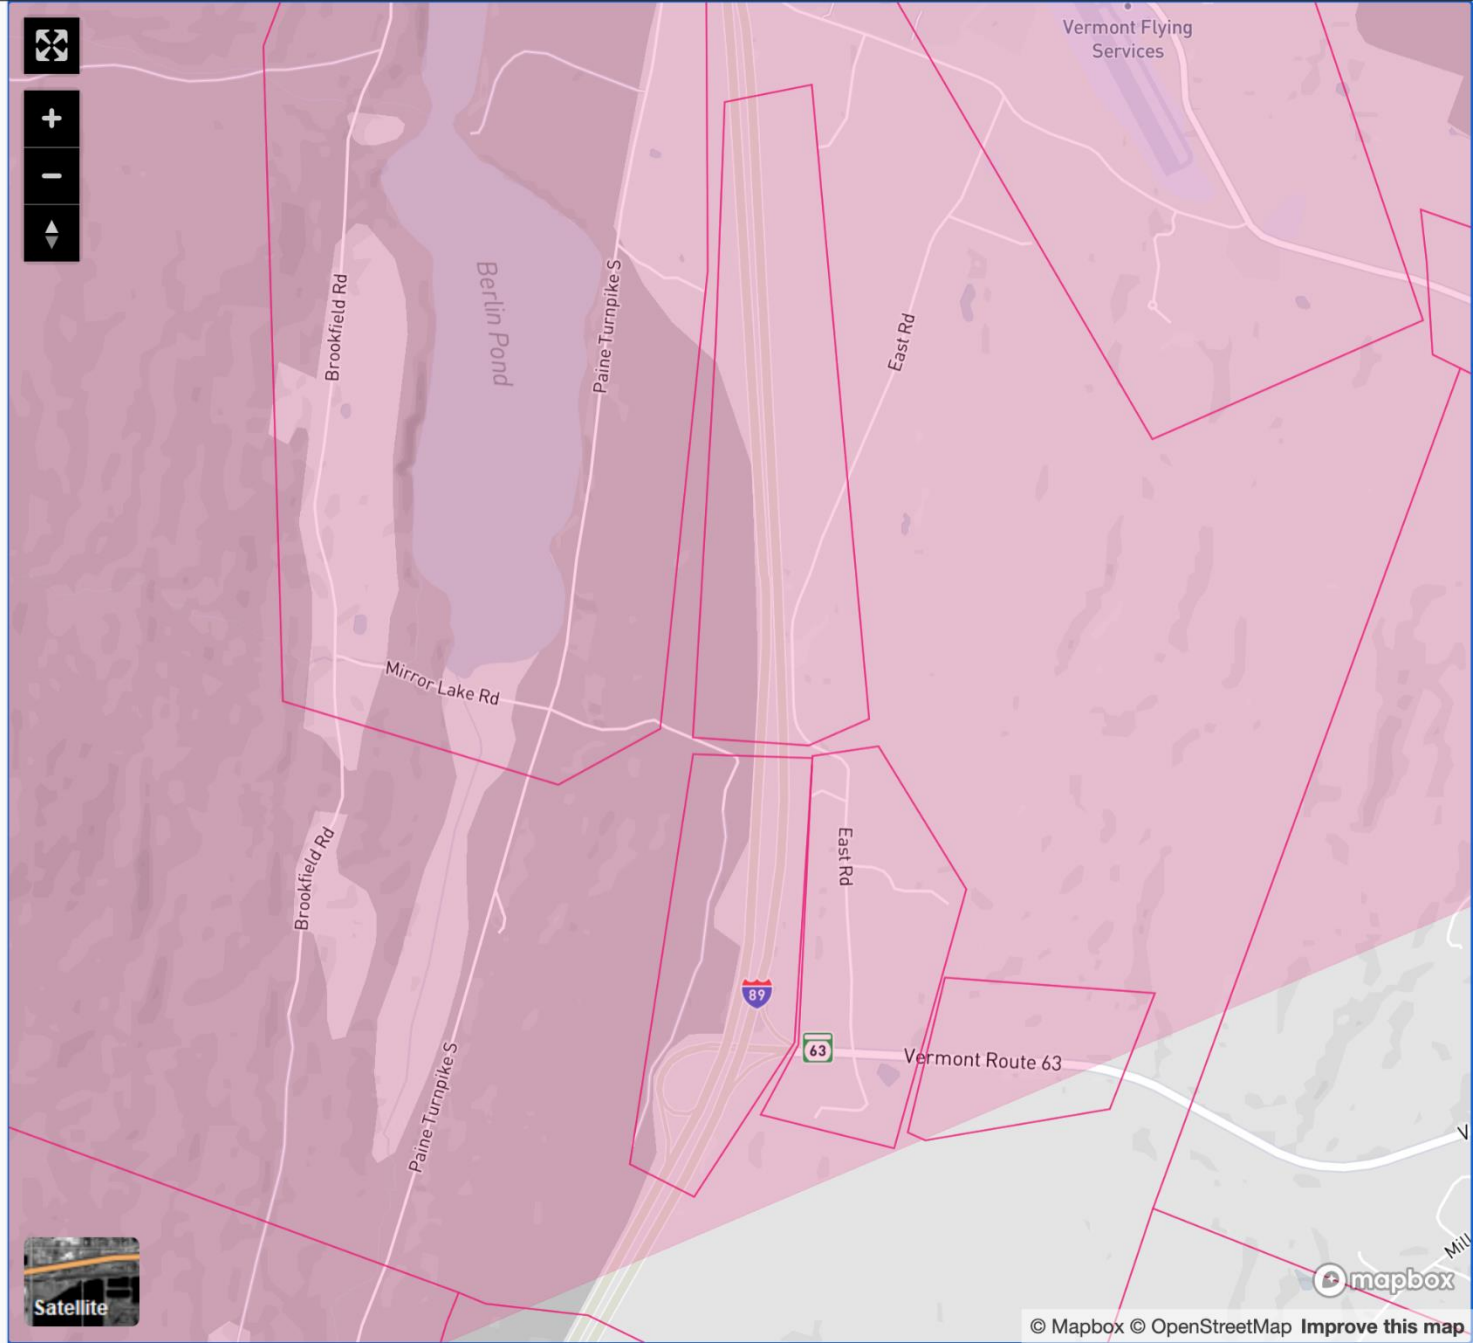 Vermont Flying
Services
Berlin Pond
Brookfield Rd
Paine Turnpike S
East Rd
Mirror Lake Rd
East Rd
Brookfield Rd
89
63
Vermont Route 63
Paine Turnpike S
V
Mill
Satellite
mapbox
© Mapbox © OpenStreetMap Improve this map